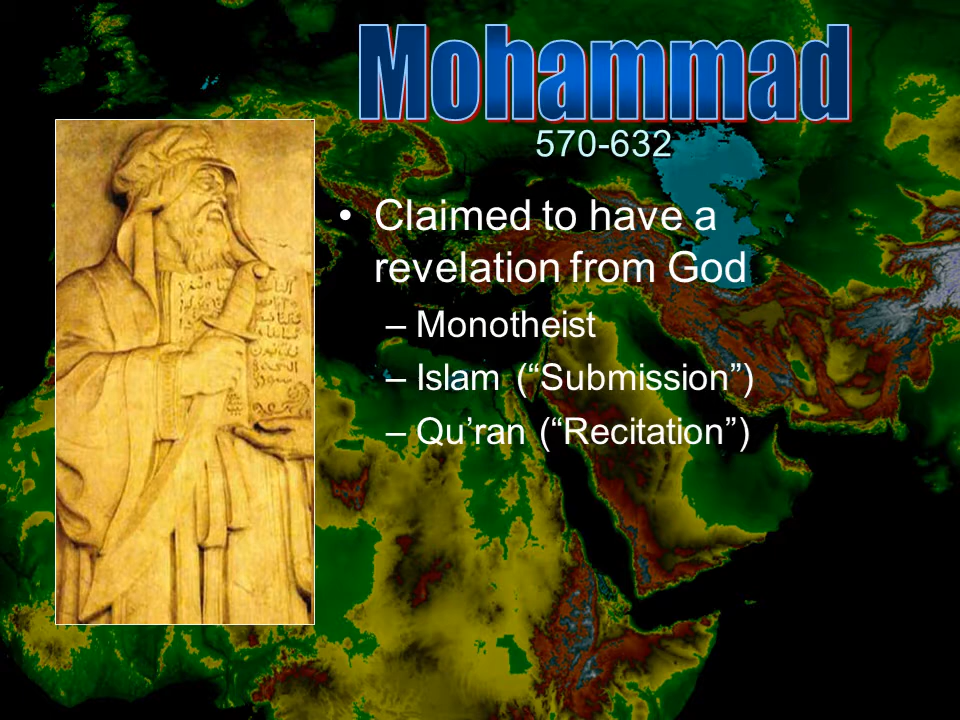 Mohammad
570-632
• Claimed to have a
revelation from God
– Monotheist
– Islam (“Submission”)
– Qu’ran (“Recitation”)